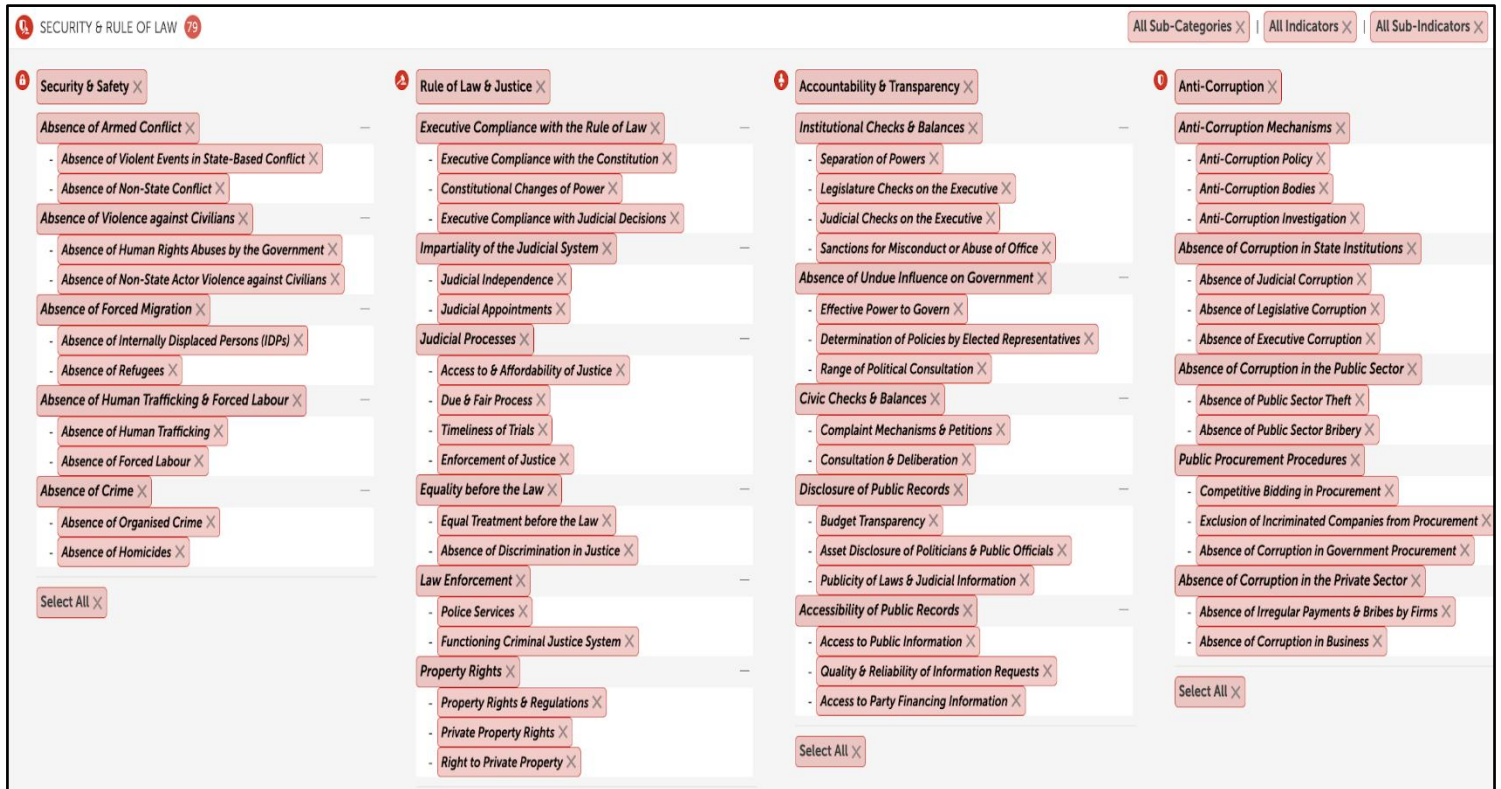 SECURITY & RULE OF LAW 79
All Sub-Categories X | All Indicators X | All Sub-Indicators X
Security & Safety X
Absence of Armed Conflict X
- Absence of Violent Events in State-Based Conflict X
- Absence of Non-State Conflict X
Absence of Violence against Civilians X
- Absence of Human Rights Abuses by the Government X
- Absence of Non-State Actor Violence against Civilians X
Absence of Forced Migration X
- Absence of Internally Displaced Persons (IDPs) X
- Absence of Refugees X
Absence of Human Trafficking & Forced Labour X
- Absence of Human Trafficking X
- Absence of Forced Labour X
Absence of Crime X
- Absence of Organised Crime X
- Absence of Homicides X
Select All X
Rule of Law & Justice X
Executive Compliance with the Rule of Law X
- Executive Compliance with the Constitution X
- Constitutional Changes of Power X
- Executive Compliance with Judicial Decisions X
Impartiality of the Judicial System X
- Judicial Independence X
- Judicial Appointments X
Judicial Processes X
- Access to & Affordability of Justice X
- Due & Fair Process X
- Timeliness of Trials X
- Enforcement of Justice X
Equality before the Law X
- Equal Treatment before the Law X
- Absence of Discrimination in Justice X
Law Enforcement X
- Police Services X
- Functioning Criminal Justice System X
Property Rights X
- Property Rights & Regulations X
- Private Property Rights X
- Right to Private Property X
Accountability & Transparency X
Institutional Checks & Balances X
- Separation of Powers X
- Legislature Checks on the Executive X
- Judicial Checks on the Executive X
- Sanctions for Misconduct or Abuse of Office X
Absence of Undue Influence on Government X
- Effective Power to Govern X
- Determination of Policies by Elected Representatives X
- Range of Political Consultation X
Civic Checks & Balances X
- Complaint Mechanisms & Petitions X
- Consultation & Deliberation X
Disclosure of Public Records X
- Budget Transparency X
- Asset Disclosure of Politicians & Public Officials X
- Publicity of Laws & Judicial Information X
Accessibility of Public Records X
- Access to Public Information X
- Quality & Reliability of Information Requests X
- Access to Party Financing Information X
Select All X
Anti-Corruption X
Anti-Corruption Mechanisms X
- Anti-Corruption Policy X
- Anti-Corruption Bodies X
- Anti-Corruption Investigation X
Absence of Corruption in State Institutions X
- Absence of Judicial Corruption X
- Absence of Legislative Corruption X
- Absence of Executive Corruption X
Absence of Corruption in the Public Sector X
- Absence of Public Sector Theft X
- Absence of Public Sector Bribery X
Public Procurement Procedures X
- Competitive Bidding in Procurement X
- Exclusion of Incriminated Companies from Procurement X
- Absence of Corruption in Government Procurement X
Absence of Corruption in the Private Sector X
- Absence of Irregular Payments & Bribes by Firms X
- Absence of Corruption in Business X
Select All X